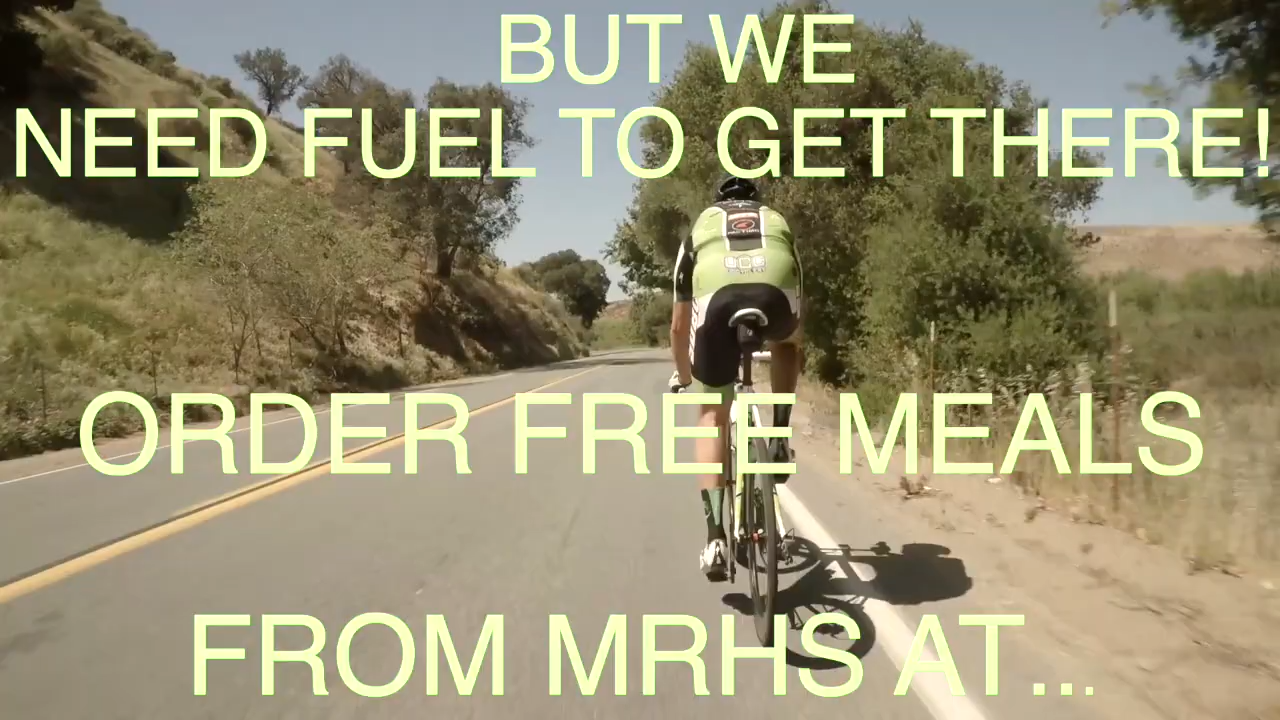 BUT WE
NEED FUEL TO GET THERE!
ORDER FREE MEALS
FROM MRHS AT...